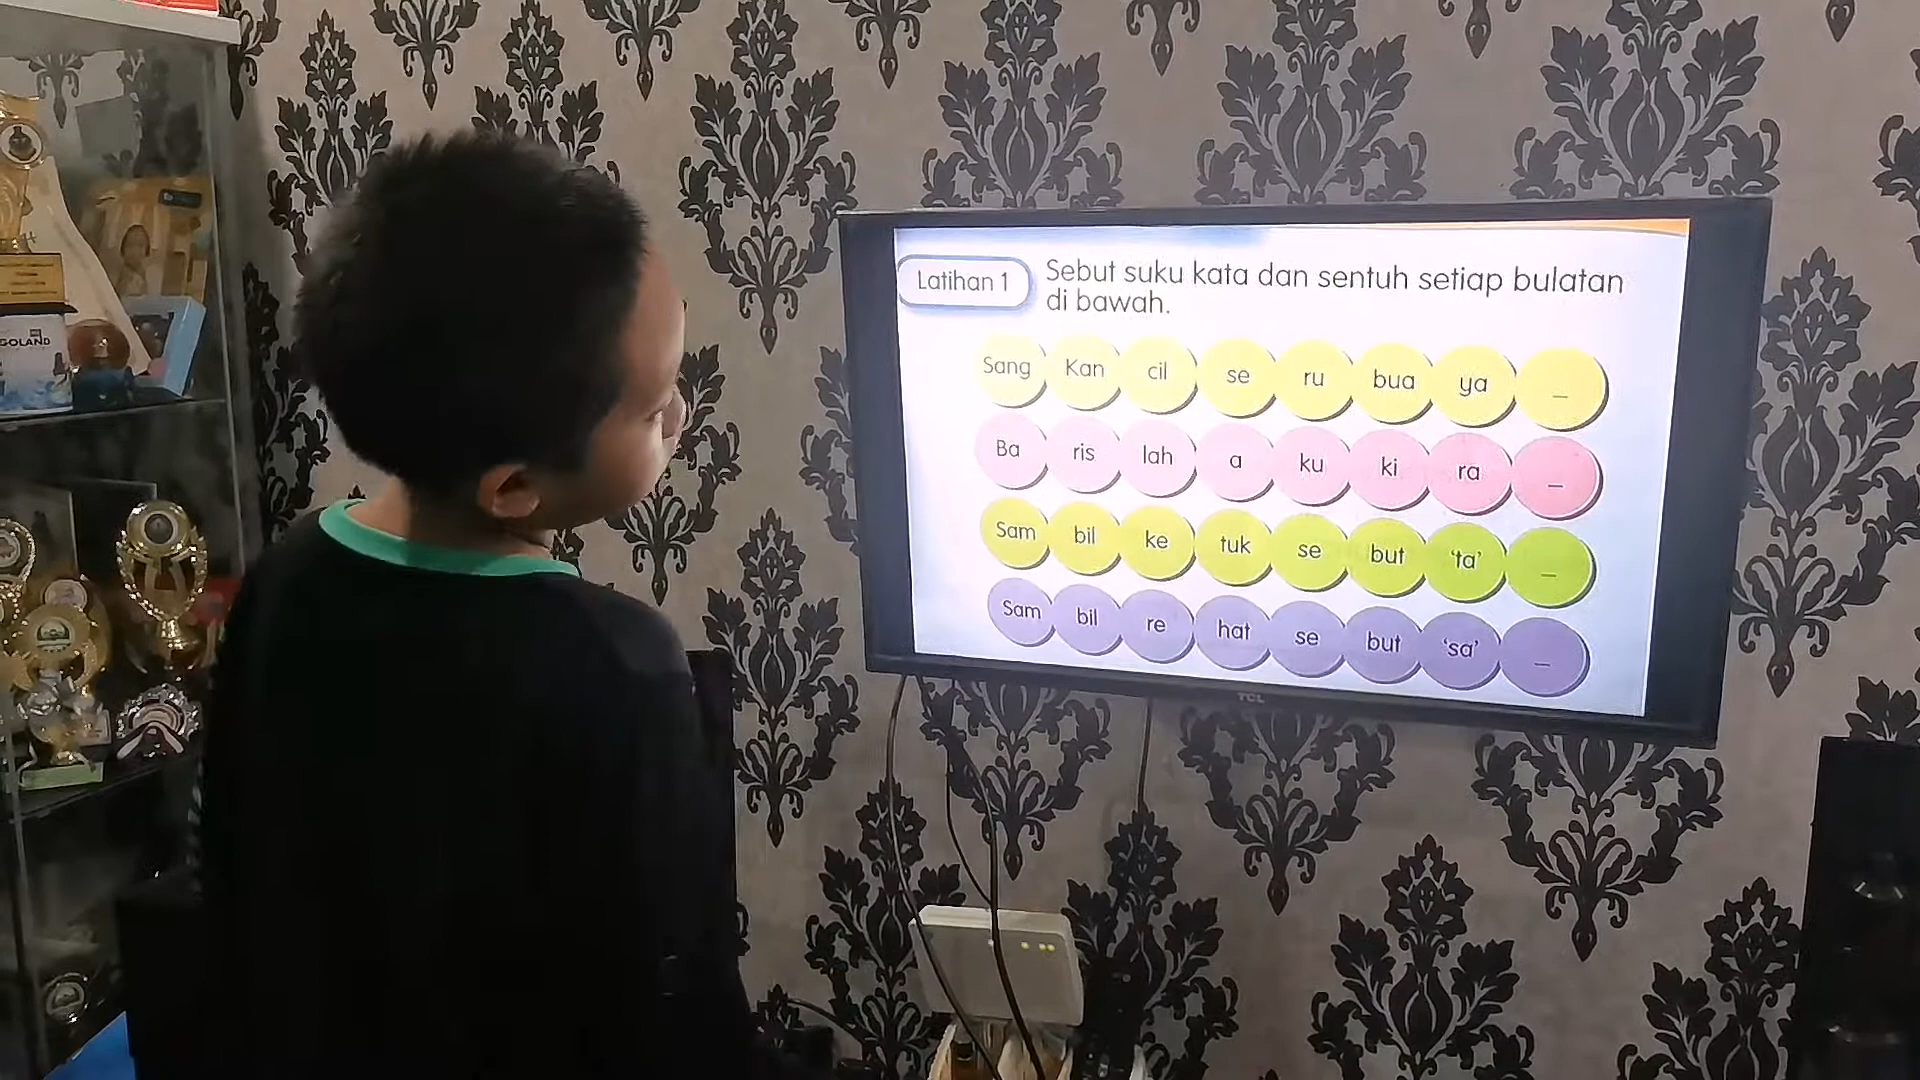 Latihan 1
Sebut suku kata dan sentuh setiap bulatan
di bawah.
Sang Kan cil se ru bua ya _
Ba ris lah a ku ki ra _
Sam bil ke tuk se but 'ta' _
Sam bil re hat se but 'sa' _
TCL
GOLAND